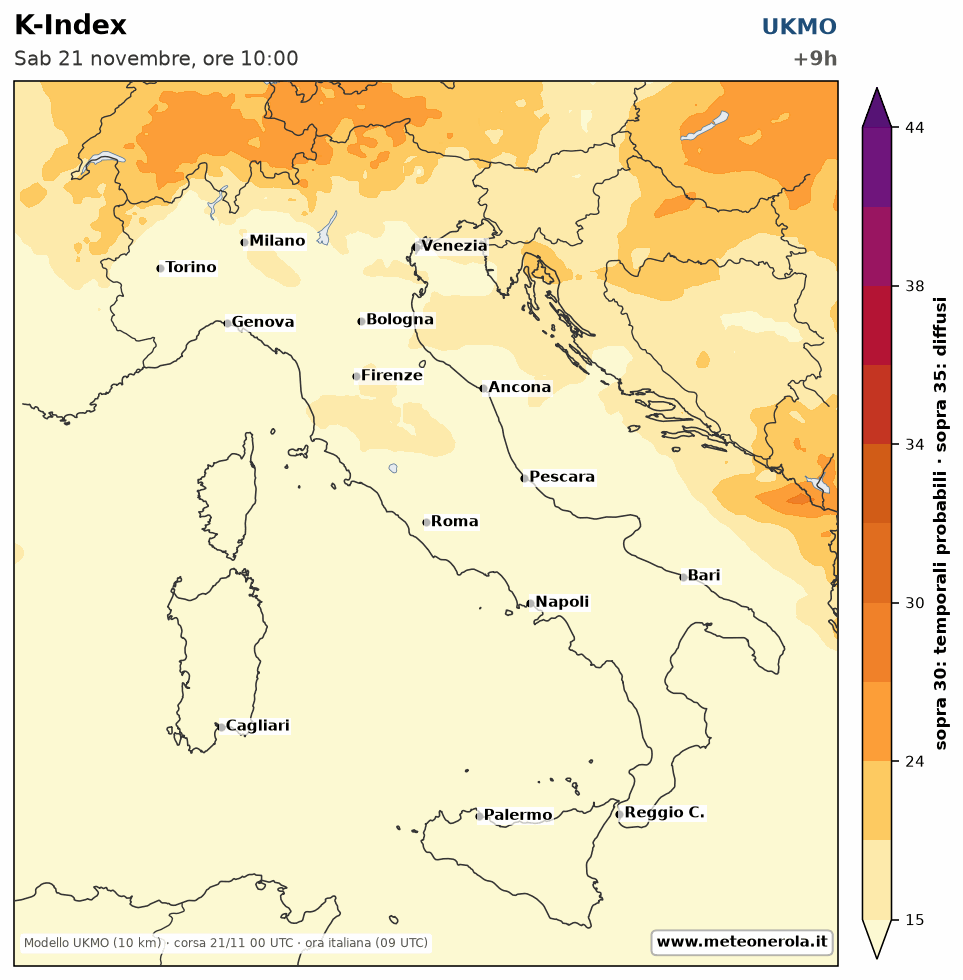 K-Index
UKMO
Sab 21 novembre, ore 10:00
+9h
Milano
Venezia
Torino
Genova
Bologna
Firenze
Ancona
Pescara
Roma
Bari
Napoli
Cagliari
Palermo
Reggio C.
44
38
34
30
24
15
sopra 30: temporali probabili · sopra 35: diffusi
Modello UKMO (10 km) · corsa 21/11 00 UTC · ora italiana (09 UTC)
www.meteonerola.it